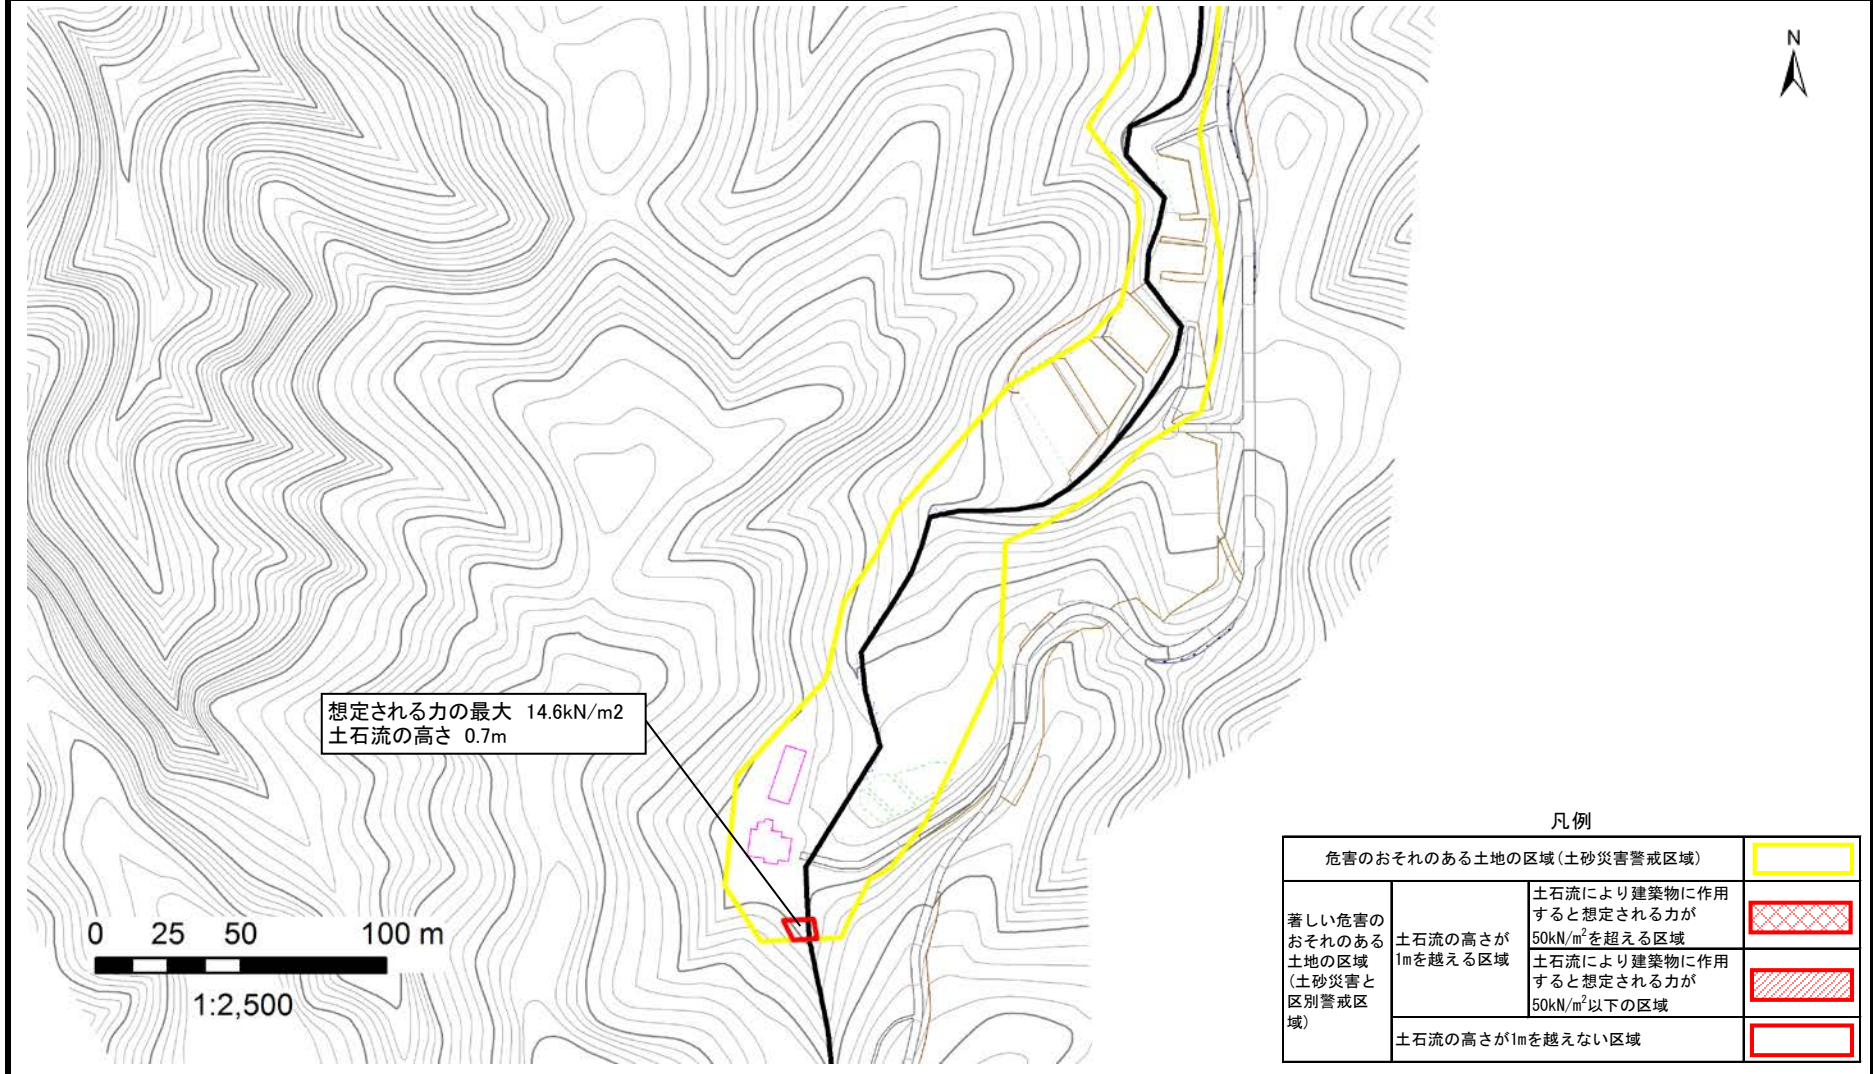 N
想定される力の最大 14.6kN/m2
土石流の高さ 0.7m
0 25 50 100 m
1:2,500
凡例
危害のおそれのある土地の区域(土砂災害警戒区域)
著しい危害の
おそれのある
土地の区域
(土砂災害と
区別警戒区
域)
土石流の高さが
1mを越える区域
土石流により建築物に作用
すると想定される力が
50kN/m²を超える区域
土石流により建築物に作用
すると想定される力が
50kN/m²以下の区域
土石流の高さが1mを越えない区域